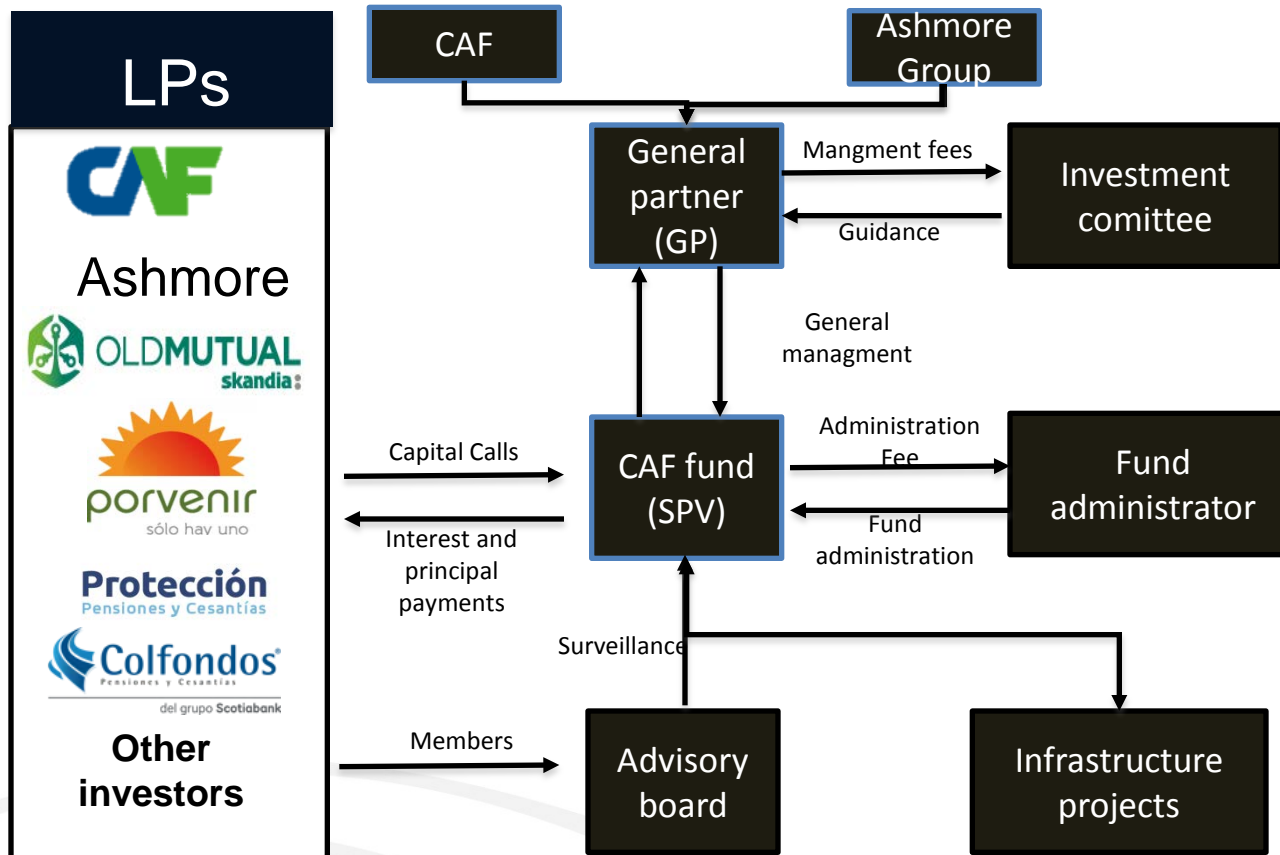 LPs
CAF
Ashmore
OLDMUTUAL
skandia:
porvenir
sólo hay uno
Protección
Pensiones y Cesantías
Colfondos
Pensiones y Cesantías
del grupo Scotiabank
Other
investors
CAF
Ashmore
Group
General
partner
(GP)
Mangment fees
Guidance
Investment
comittee
General
managment
Capital Calls
Interest and
principal
payments
CAF fund
(SPV)
Administration
Fee
Fund
administration
Fund
administrator
Surveillance
Members
Advisory
board
Infrastructure
projects